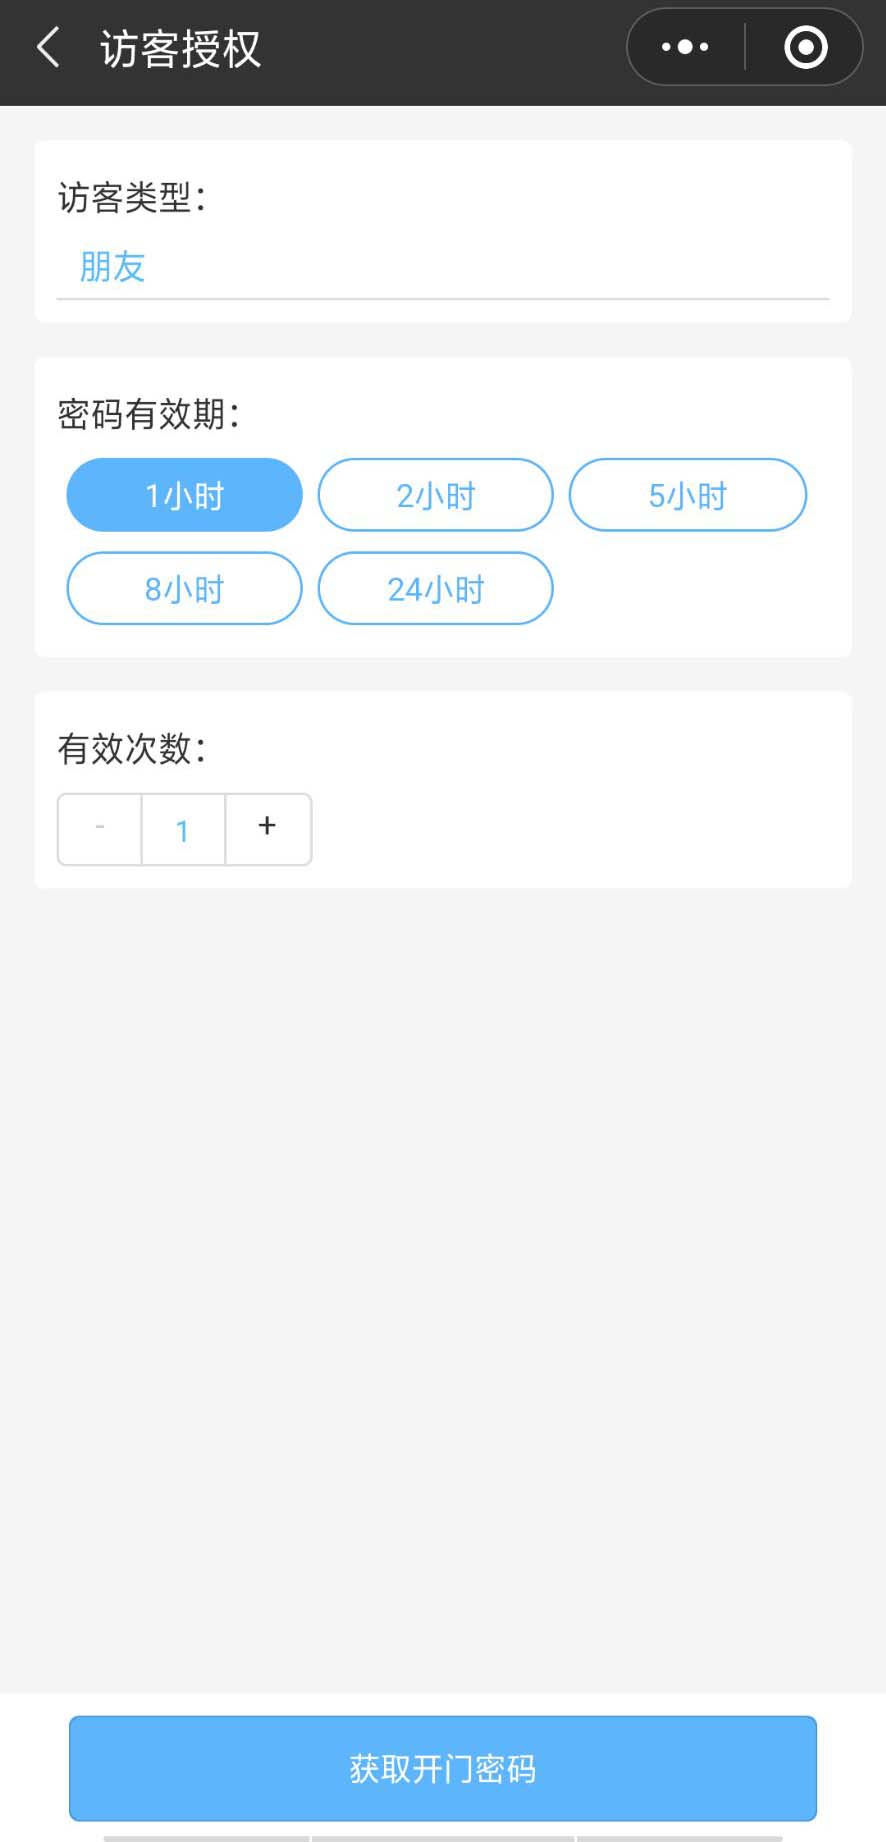 访客授权
访客类型：
朋友
密码有效期：
1小时 2小时 5小时
8小时 24小时
有效次数：
- 1 +
获取开门密码